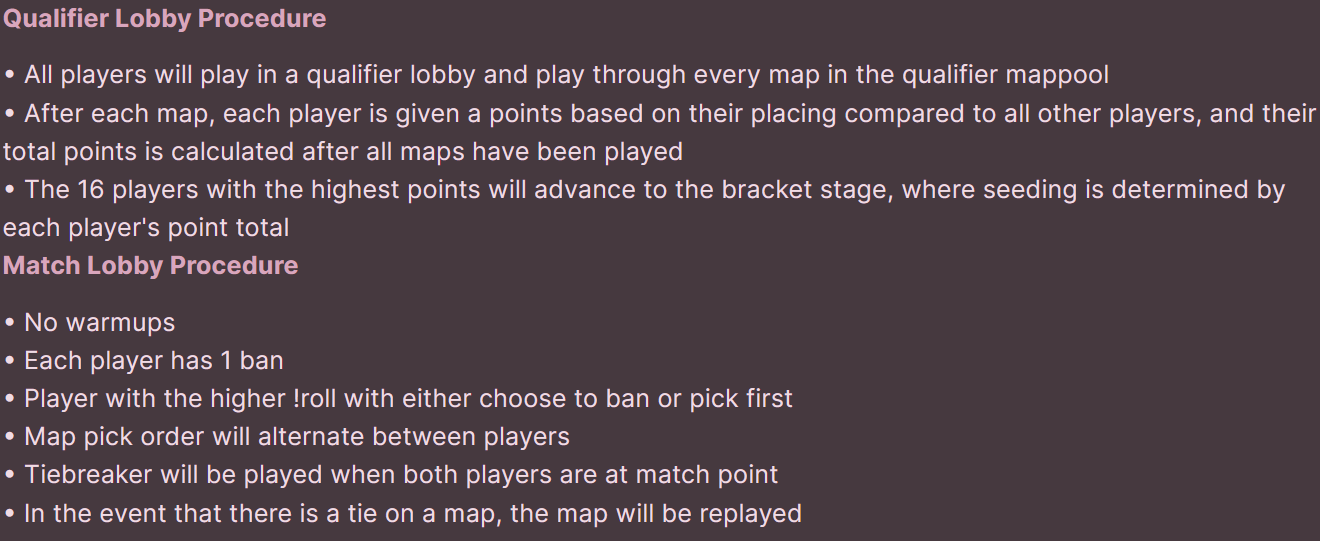 Qualifier Lobby Procedure
• All players will play in a qualifier lobby and play through every map in the qualifier mappool
• After each map, each player is given a points based on their placing compared to all other players, and their
total points is calculated after all maps have been played
• The 16 players with the highest points will advance to the bracket stage, where seeding is determined by
each player's point total
Match Lobby Procedure
• No warmups
• Each player has 1 ban
• Player with the higher !roll with either choose to ban or pick first
• Map pick order will alternate between players
• Tiebreaker will be played when both players are at match point
• In the event that there is a tie on a map, the map will be replayed